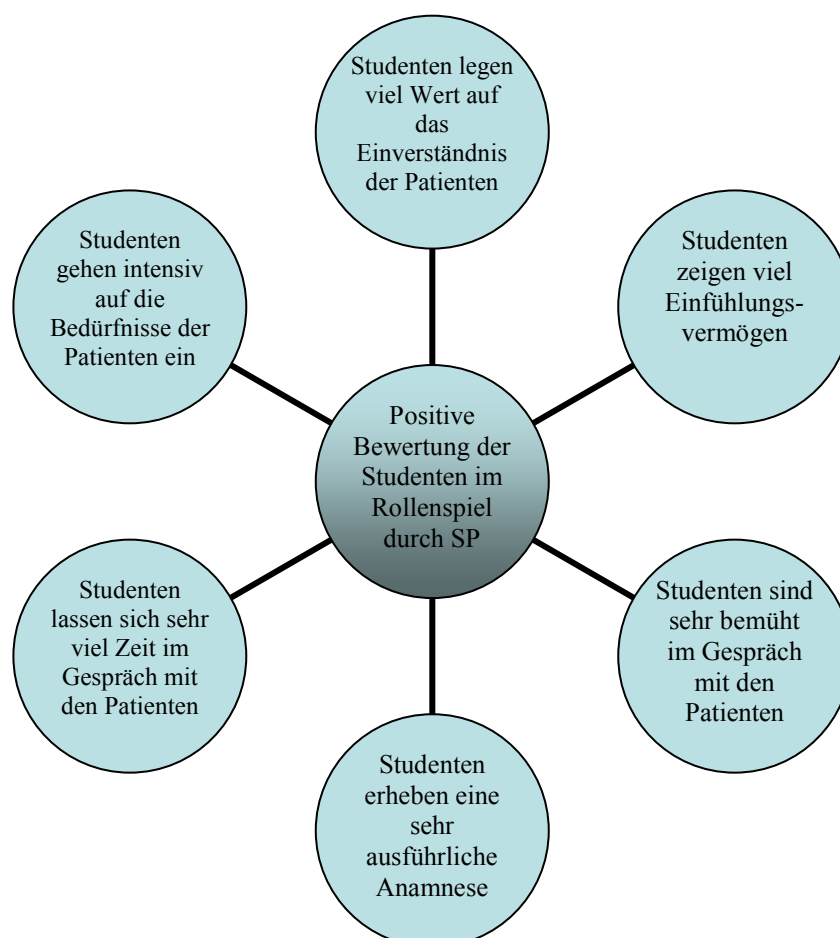 Studenten legen
viel Wert auf
das
Einverständnis
der Patienten
Studenten
zeigen viel
Einfühlungs-
vermögen
Studenten sind
sehr bemüht
im Gespräch
mit den
Patienten
Studenten
erheben eine
sehr
ausführliche
Anamnese
Studenten
lassen sich sehr
viel Zeit im
Gespräch mit
den Patienten
Studenten
gehen intensiv
auf die
Bedürfnisse der
Patienten ein
Positive
Bewertung der
Studenten im
Rollenspiel
durch SP